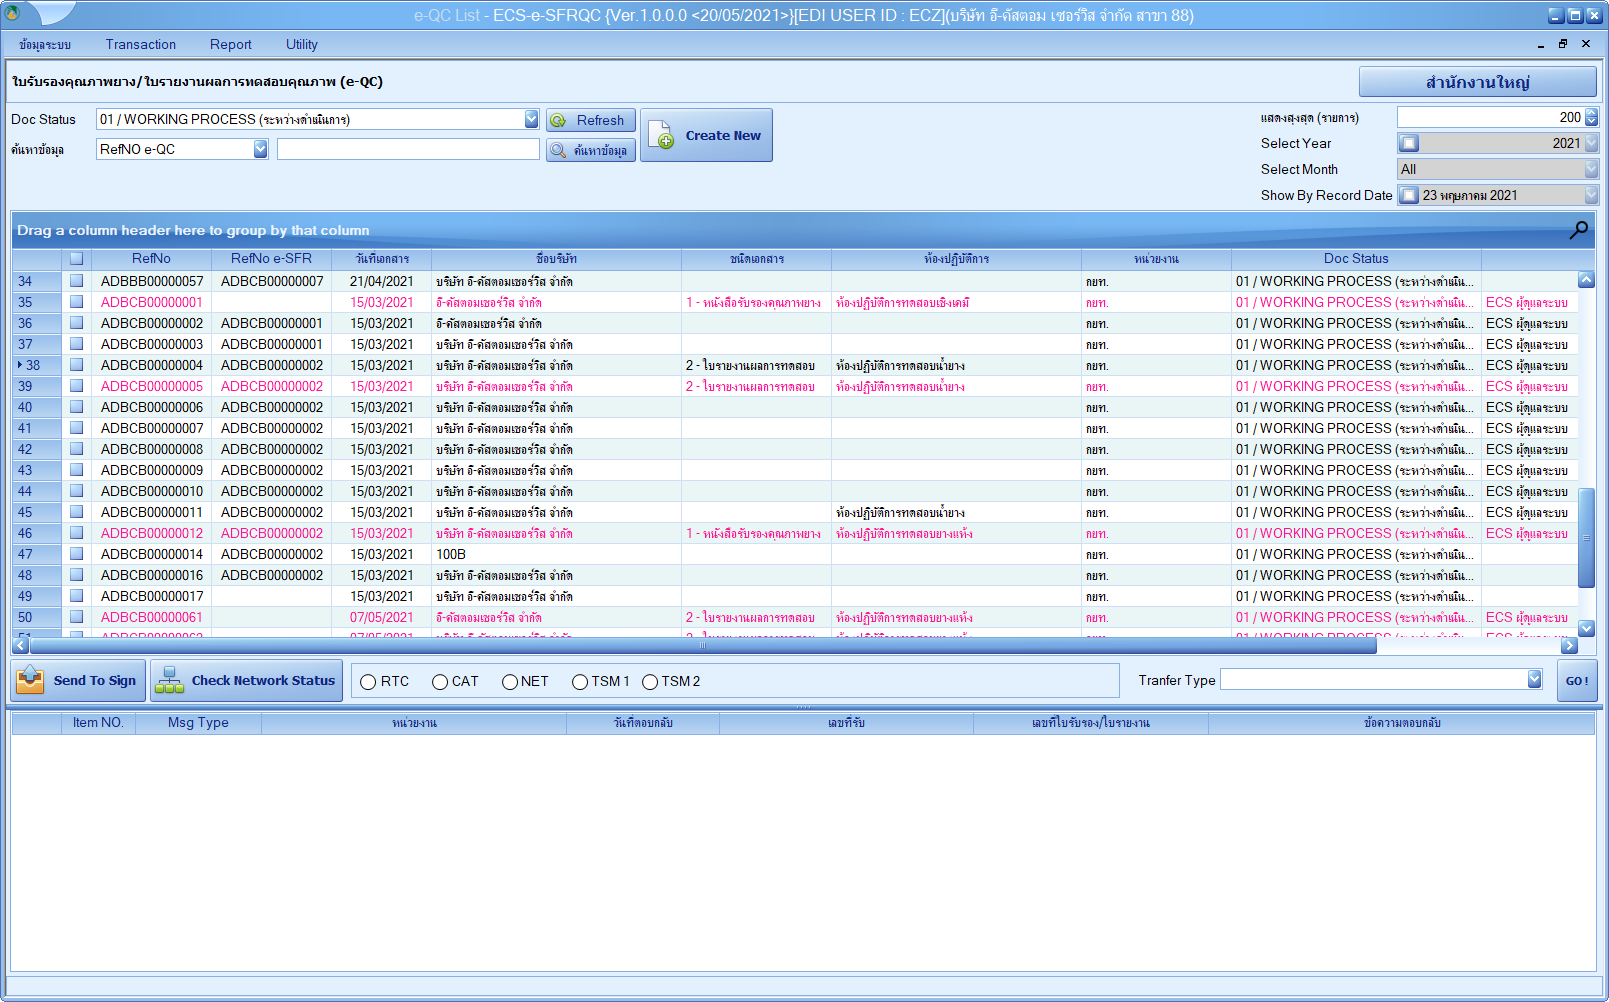 e-QC List - ECS-e-SFRQC {Ver.1.0.0.0 <20/05/2021>}[EDI USER ID : ECZ](บริษัท อี-คัสตอม เซอร์วิส จำกัด สาขา 88)
ข้อมูลระบบ Transaction Report Utility
ใบรับรองคุณภาพยาง/ใบรายงานผลการทดสอบคุณภาพ (e-QC) สำนักงานใหญ่
Doc Status 01 / WORKING PROCESS (ระหว่างดำเนินการ) Refresh Create New แสดงสูงสุด (รายการ) 200
ค้นหาข้อมูล RefNO e-QC ค้นหาข้อมูล Select Year 2021
Select Month All
Show By Record Date 23 พฤษภาคม 2021
Drag a column header here to group by that column
RefNo RefNo e-SFR วันที่เอกสาร ชื่อบริษัท ชนิดเอกสาร ห้องปฏิบัติการ หน่วยงาน Doc Status
34 ADBBB00000057 ADBCB00000007 21/04/2021 บริษัท อี-คัสตอมเซอร์วิส จำกัด กยท. 01 / WORKING PROCESS (ระหว่างดำเนิน...
35 ADBCB00000001 15/03/2021 อี-คัสตอมเซอร์วิส จำกัด 1 - หนังสือรับรองคุณภาพยาง ห้องปฏิบัติการทดสอบเชิงเคมี กยท. 01 / WORKING PROCESS (ระหว่างดำเนิน... ECS ผู้ดูแลระบบ
36 ADBCB00000002 ADBCB00000001 15/03/2021 อี-คัสตอมเซอร์วิส จำกัด กยท. 01 / WORKING PROCESS (ระหว่างดำเนิน... ECS ผู้ดูแลระบบ
37 ADBCB00000003 ADBCB00000001 15/03/2021 บริษัท อี-คัสตอมเซอร์วิส จำกัด กยท. 01 / WORKING PROCESS (ระหว่างดำเนิน... ECS ผู้ดูแลระบบ
38 ADBCB00000004 ADBCB00000002 15/03/2021 บริษัท อี-คัสตอมเซอร์วิส จำกัด 2 - ใบรายงานผลการทดสอบ ห้องปฏิบัติการทดสอบน้ำยาง กยท. 01 / WORKING PROCESS (ระหว่างดำเนิน... ECS ผู้ดูแลระบบ
39 ADBCB00000005 ADBCB00000002 15/03/2021 บริษัท อี-คัสตอมเซอร์วิส จำกัด 2 - ใบรายงานผลการทดสอบ ห้องปฏิบัติการทดสอบน้ำยาง กยท. 01 / WORKING PROCESS (ระหว่างดำเนิน... ECS ผู้ดูแลระบบ
40 ADBCB00000006 ADBCB00000002 15/03/2021 บริษัท อี-คัสตอมเซอร์วิส จำกัด กยท. 01 / WORKING PROCESS (ระหว่างดำเนิน... ECS ผู้ดูแลระบบ
41 ADBCB00000007 ADBCB00000002 15/03/2021 บริษัท อี-คัสตอมเซอร์วิส จำกัด กยท. 01 / WORKING PROCESS (ระหว่างดำเนิน... ECS ผู้ดูแลระบบ
42 ADBCB00000008 ADBCB00000002 15/03/2021 บริษัท อี-คัสตอมเซอร์วิส จำกัด กยท. 01 / WORKING PROCESS (ระหว่างดำเนิน... ECS ผู้ดูแลระบบ
43 ADBCB00000009 ADBCB00000002 15/03/2021 บริษัท อี-คัสตอมเซอร์วิส จำกัด กยท. 01 / WORKING PROCESS (ระหว่างดำเนิน... ECS ผู้ดูแลระบบ
44 ADBCB00000010 ADBCB00000002 15/03/2021 บริษัท อี-คัสตอมเซอร์วิส จำกัด กยท. 01 / WORKING PROCESS (ระหว่างดำเนิน... ECS ผู้ดูแลระบบ
45 ADBCB00000011 ADBCB00000002 15/03/2021 บริษัท อี-คัสตอมเซอร์วิส จำกัด ห้องปฏิบัติการทดสอบน้ำยาง กยท. 01 / WORKING PROCESS (ระหว่างดำเนิน... ECS ผู้ดูแลระบบ
46 ADBCB00000012 ADBCB00000002 15/03/2021 บริษัท อี-คัสตอมเซอร์วิส จำกัด 1 - หนังสือรับรองคุณภาพยาง ห้องปฏิบัติการทดสอบยางแห้ง กยท. 01 / WORKING PROCESS (ระหว่างดำเนิน... ECS ผู้ดูแลระบบ
47 ADBCB00000014 ADBCB00000002 15/03/2021 100B กยท. 01 / WORKING PROCESS (ระหว่างดำเนิน...
48 ADBCB00000016 ADBCB00000002 15/03/2021 บริษัท อี-คัสตอมเซอร์วิส จำกัด กยท. 01 / WORKING PROCESS (ระหว่างดำเนิน...
49 ADBCB00000017 15/03/2021 บริษัท อี-คัสตอมเซอร์วิส จำกัด กยท. 01 / WORKING PROCESS (ระหว่างดำเนิน...
50 ADBCB00000061 07/05/2021 อี-คัสตอมเซอร์วิส จำกัด 2 - ใบรายงานผลการทดสอบ ห้องปฏิบัติการทดสอบยางแห้ง กยท. 01 / WORKING PROCESS (ระหว่างดำเนิน... ECS ผู้ดูแลระบบ
Send To Sign Check Network Status RTC CAT NET TSM 1 TSM 2 Tranfer Type GO !
Item NO. Msg Type หน่วยงาน วันที่ตอบกลับ เลขที่รับ เลขที่ใบรับรอง/ใบรายงาน ข้อความตอบกลับ